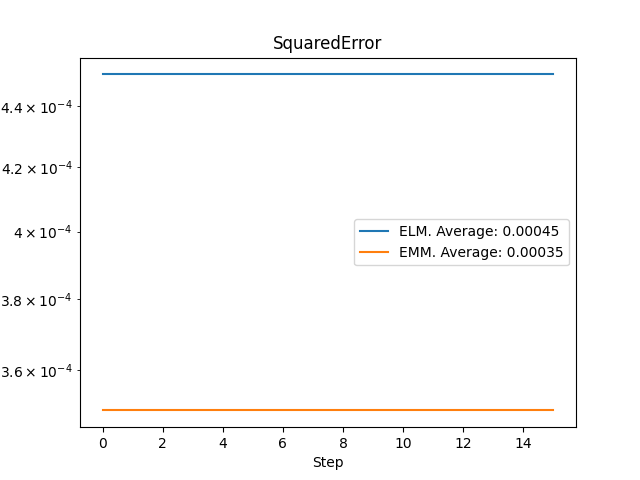 SquaredError
4.4 × 10⁻⁴
4.2 × 10⁻⁴
4 × 10⁻⁴
3.8 × 10⁻⁴
3.6 × 10⁻⁴
ELM. Average: 0.00045
EMM. Average: 0.00035
0 2 4 6 8 10 12 14
Step